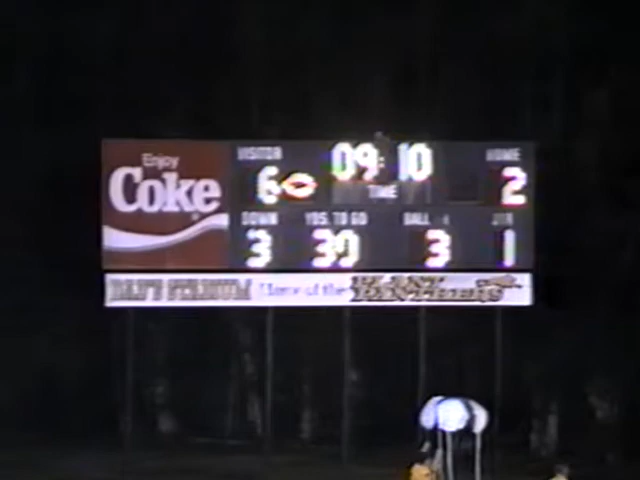 Enjoy
Coke
VISITOR 09:10 HOME
6 TIME 2
DOWN YDS. TO GO BALL QTR
3 39 3 1
STADIUM Home of the